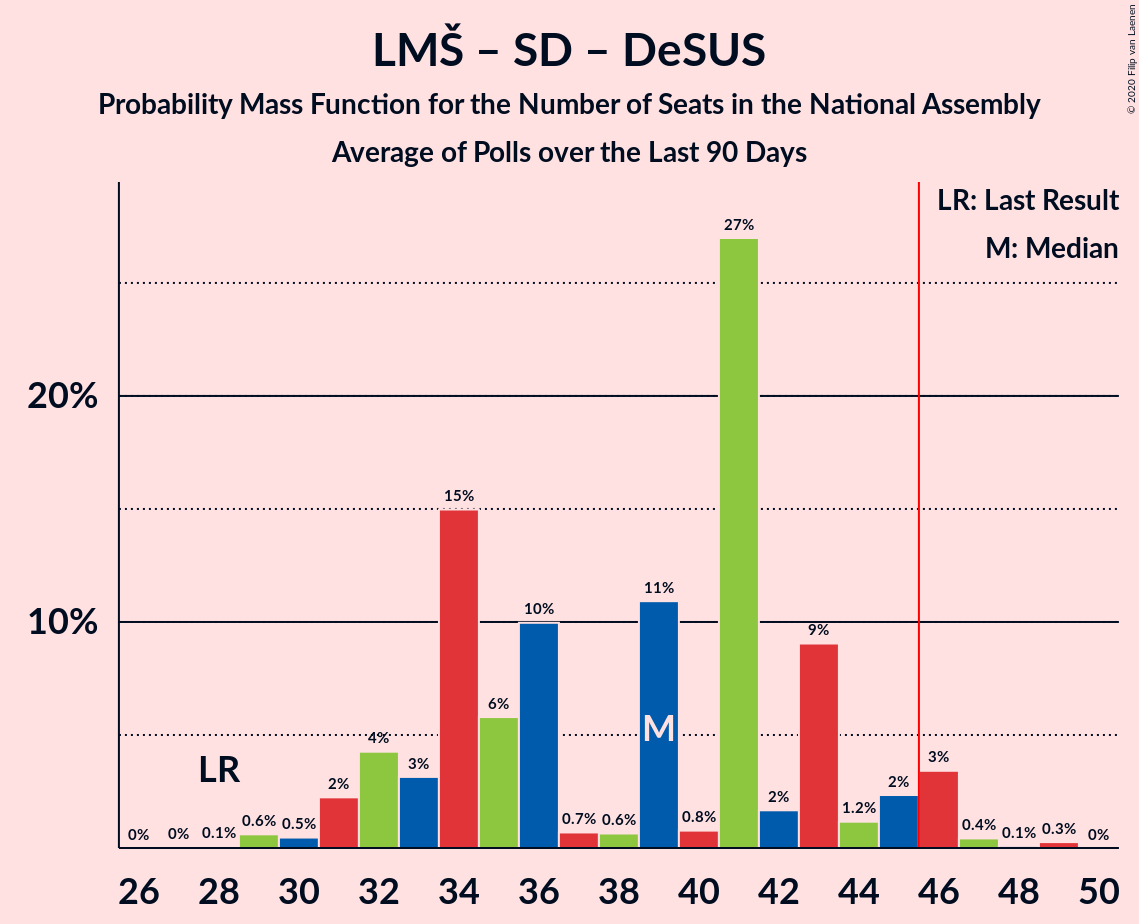 LMŠ – SD – DeSUS
Probability Mass Function for the Number of Seats in the National Assembly
Average of Polls over the Last 90 Days
© 2020 Filip van Laenen
LR: Last Result
M: Median
27%
20%
15%
11%
10%
10%
9%
6%
M
4%
LR
3%
3%
2%
2%
2%
0% 0% 0.1% 0.6% 0.5% 0.7% 0.6% 0.8% 1.2% 0.4% 0.1% 0.3% 0%
26 28 30 32 34 36 38 40 42 44 46 48 50